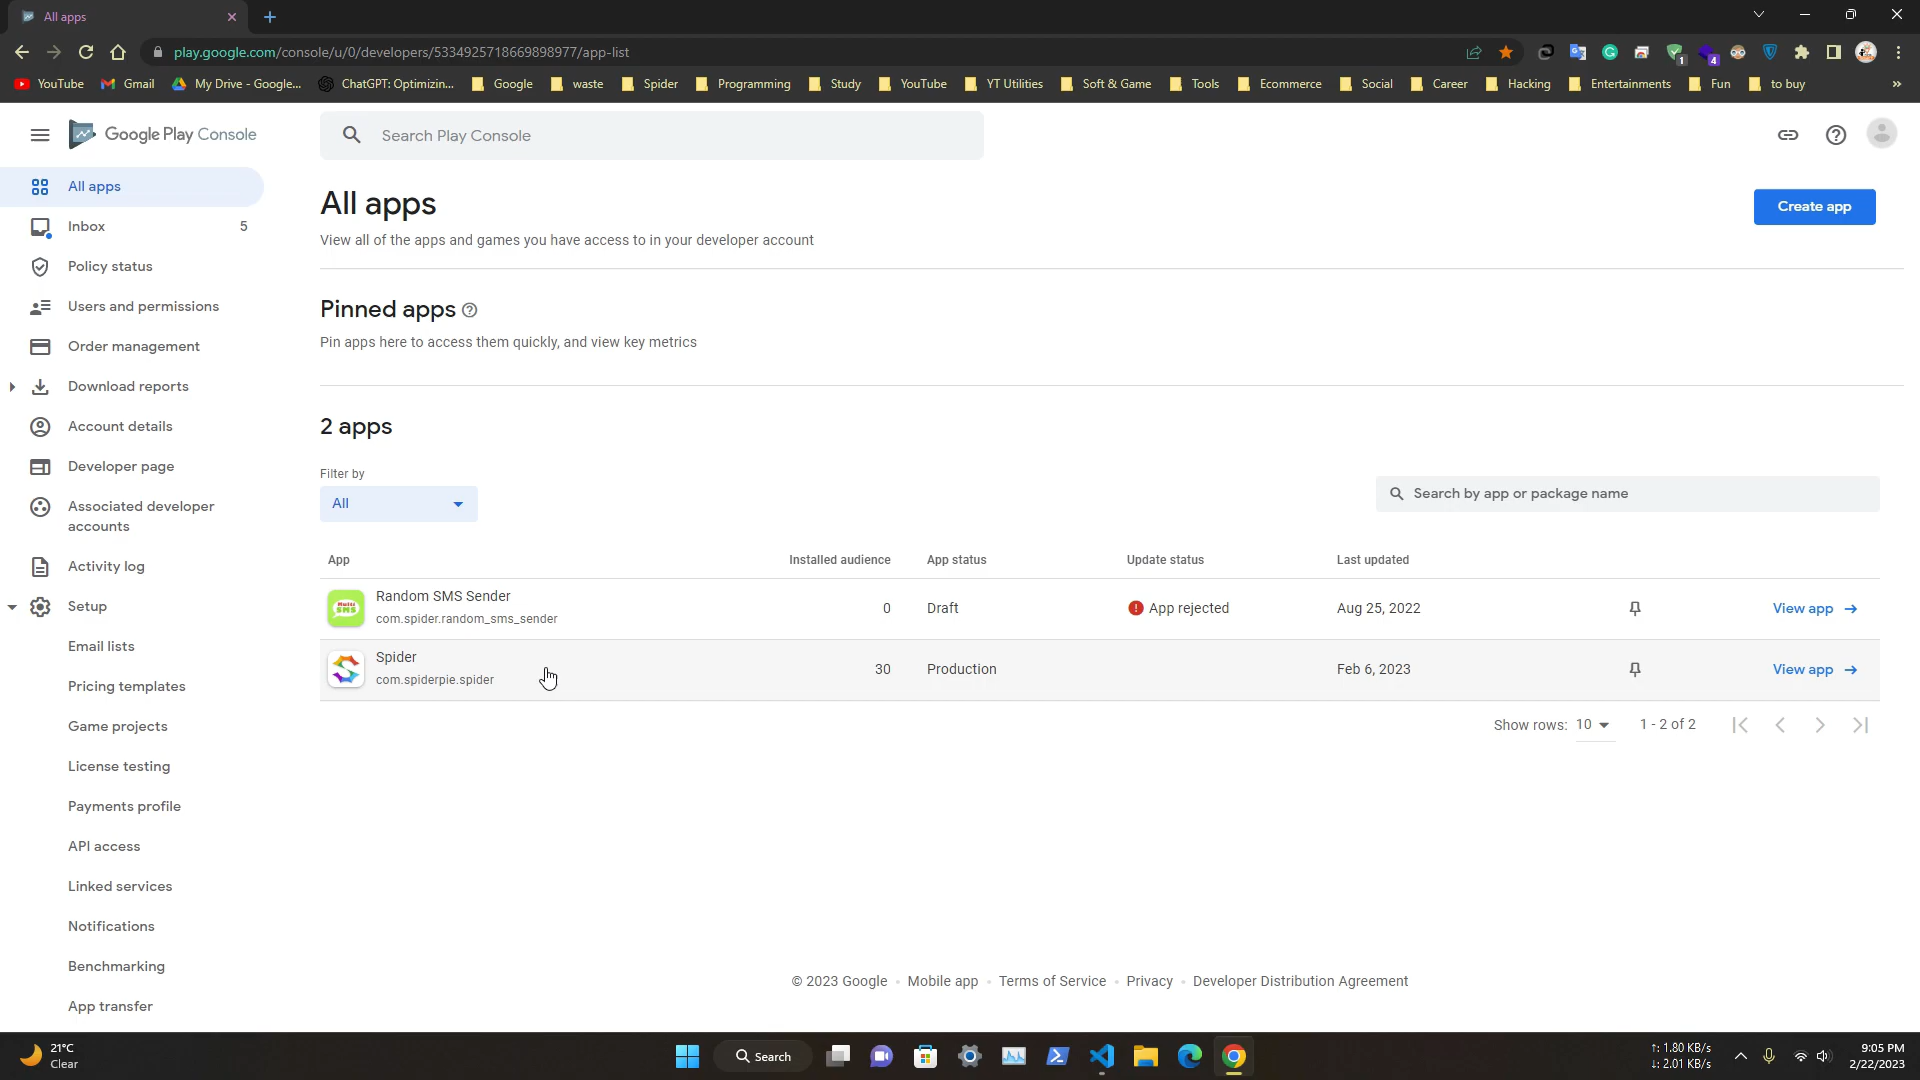 All apps
play.google.com/console/u/0/developers/5334925718669898977/app-list
1
4
YouTube
Gmail
My Drive - Google...
ChatGPT: Optimizin...
Google
waste
Spider
Programming
Study
YouTube
YT Utilities
Soft & Game
Tools
Ecommerce
Social
Career
Hacking
Entertainments
Fun
to buy
Google Play Console
Search Play Console
All apps
Inbox 5
Policy status
Users and permissions
Order management
Download reports
Account details
Developer page
Associated developer
accounts
Activity log
Setup
Email lists
Pricing templates
Game projects
License testing
Payments profile
API access
Linked services
Notifications
Benchmarking
App transfer
All apps
Create app
View all of the apps and games you have access to in your developer account
Pinned apps
Pin apps here to access them quickly, and view key metrics
2 apps
Filter by
All
Search by app or package name
App Installed audience App status Update status Last updated
Multi
SMS
Random SMS Sender
com.spider.random_sms_sender
0 Draft App rejected Aug 25, 2022 View app
Spider
com.spiderpie.spider
30 Production Feb 6, 2023 View app
Show rows: 10 1 - 2 of 2
© 2023 Google • Mobile app • Terms of Service • Privacy • Developer Distribution Agreement
21°C
Clear
Search
↑: 1.80 KB/s
↓: 2.01 KB/s
9:05 PM
2/22/2023